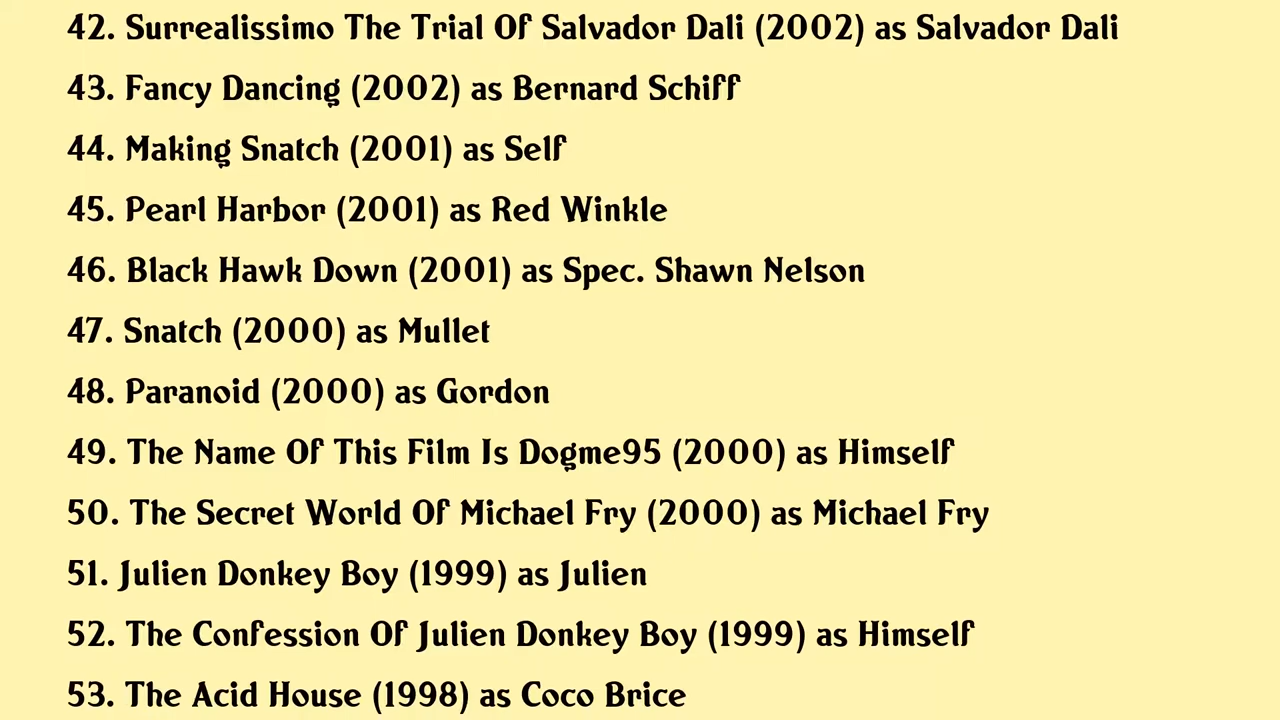 42. Surrealissimo The Trial Of Salvador Dali (2002) as Salvador Dali
43. Fancy Dancing (2002) as Bernard Schiff
44. Making Snatch (2001) as Self
45. Pearl Harbor (2001) as Red Winkle
46. Black Hawk Down (2001) as Spec. Shawn Nelson
47. Snatch (2000) as Mullet
48. Paranoid (2000) as Gordon
49. The Name Of This Film Is Dogme95 (2000) as Himself
50. The Secret World Of Michael Fry (2000) as Michael Fry
51. Julien Donkey Boy (1999) as Julien
52. The Confession Of Julien Donkey Boy (1999) as Himself
53. The Acid House (1998) as Coco Brice